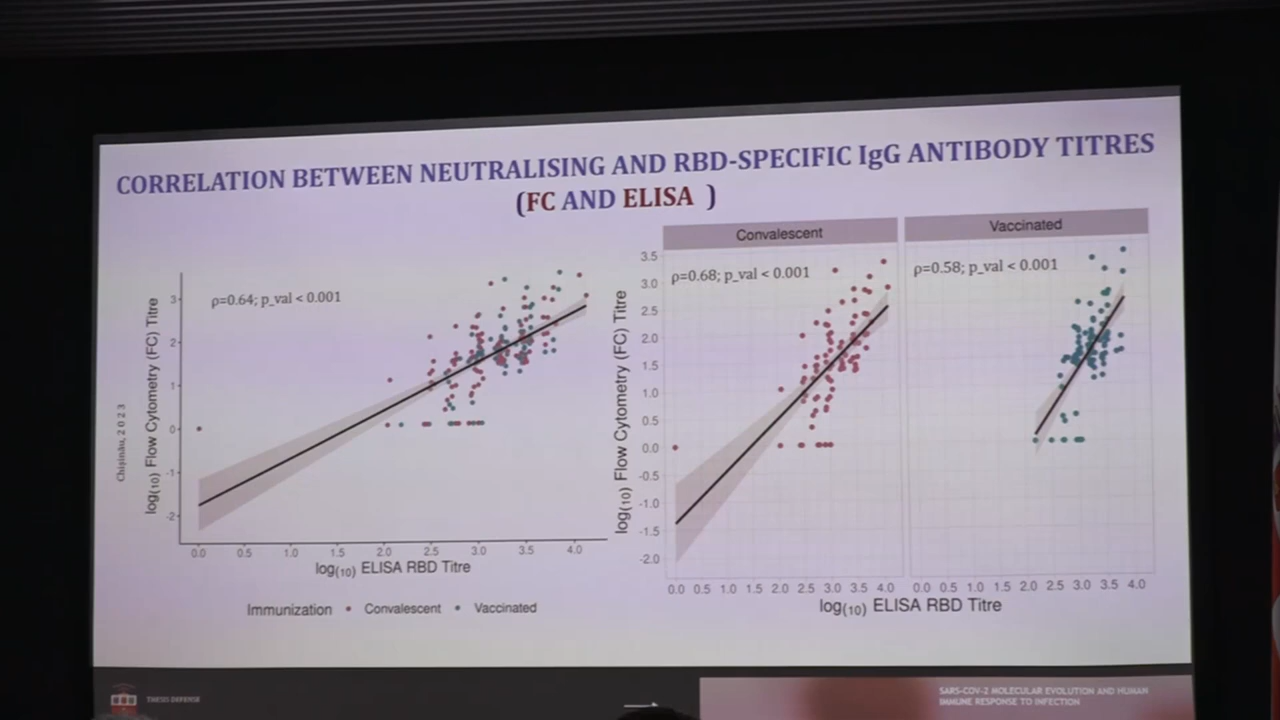 CORRELATION BETWEEN NEUTRALISING AND RBD-SPECIFIC IgG ANTIBODY TITRES
(FC AND ELISA )
Chișinău, 2023
ρ=0.64; p_val < 0.001
log(10) Flow Cytometry (FC) Titre
3
2
1
0
-1
-2
0.0 0.5 1.0 1.5 2.0 2.5 3.0 3.5 4.0
log(10) ELISA RBD Titre
Immunization • Convalescent • Vaccinated
Convalescent
Vaccinated
ρ=0.68; p_val < 0.001
ρ=0.58; p_val < 0.001
log(10) Flow Cytometry (FC) Titre
3.5
3.0
2.5
2.0
1.5
1.0
0.5
0.0
-0.5
-1.0
-1.5
-2.0
0.0 0.5 1.0 1.5 2.0 2.5 3.0 3.5 4.0
0.0 0.5 1.0 1.5 2.0 2.5 3.0 3.5 4.0
log(10) ELISA RBD Titre
THESIS DEFENSE
SARS-COV-2 MOLECULAR EVOLUTION AND HUMAN
IMMUNE RESPONSE TO INFECTION